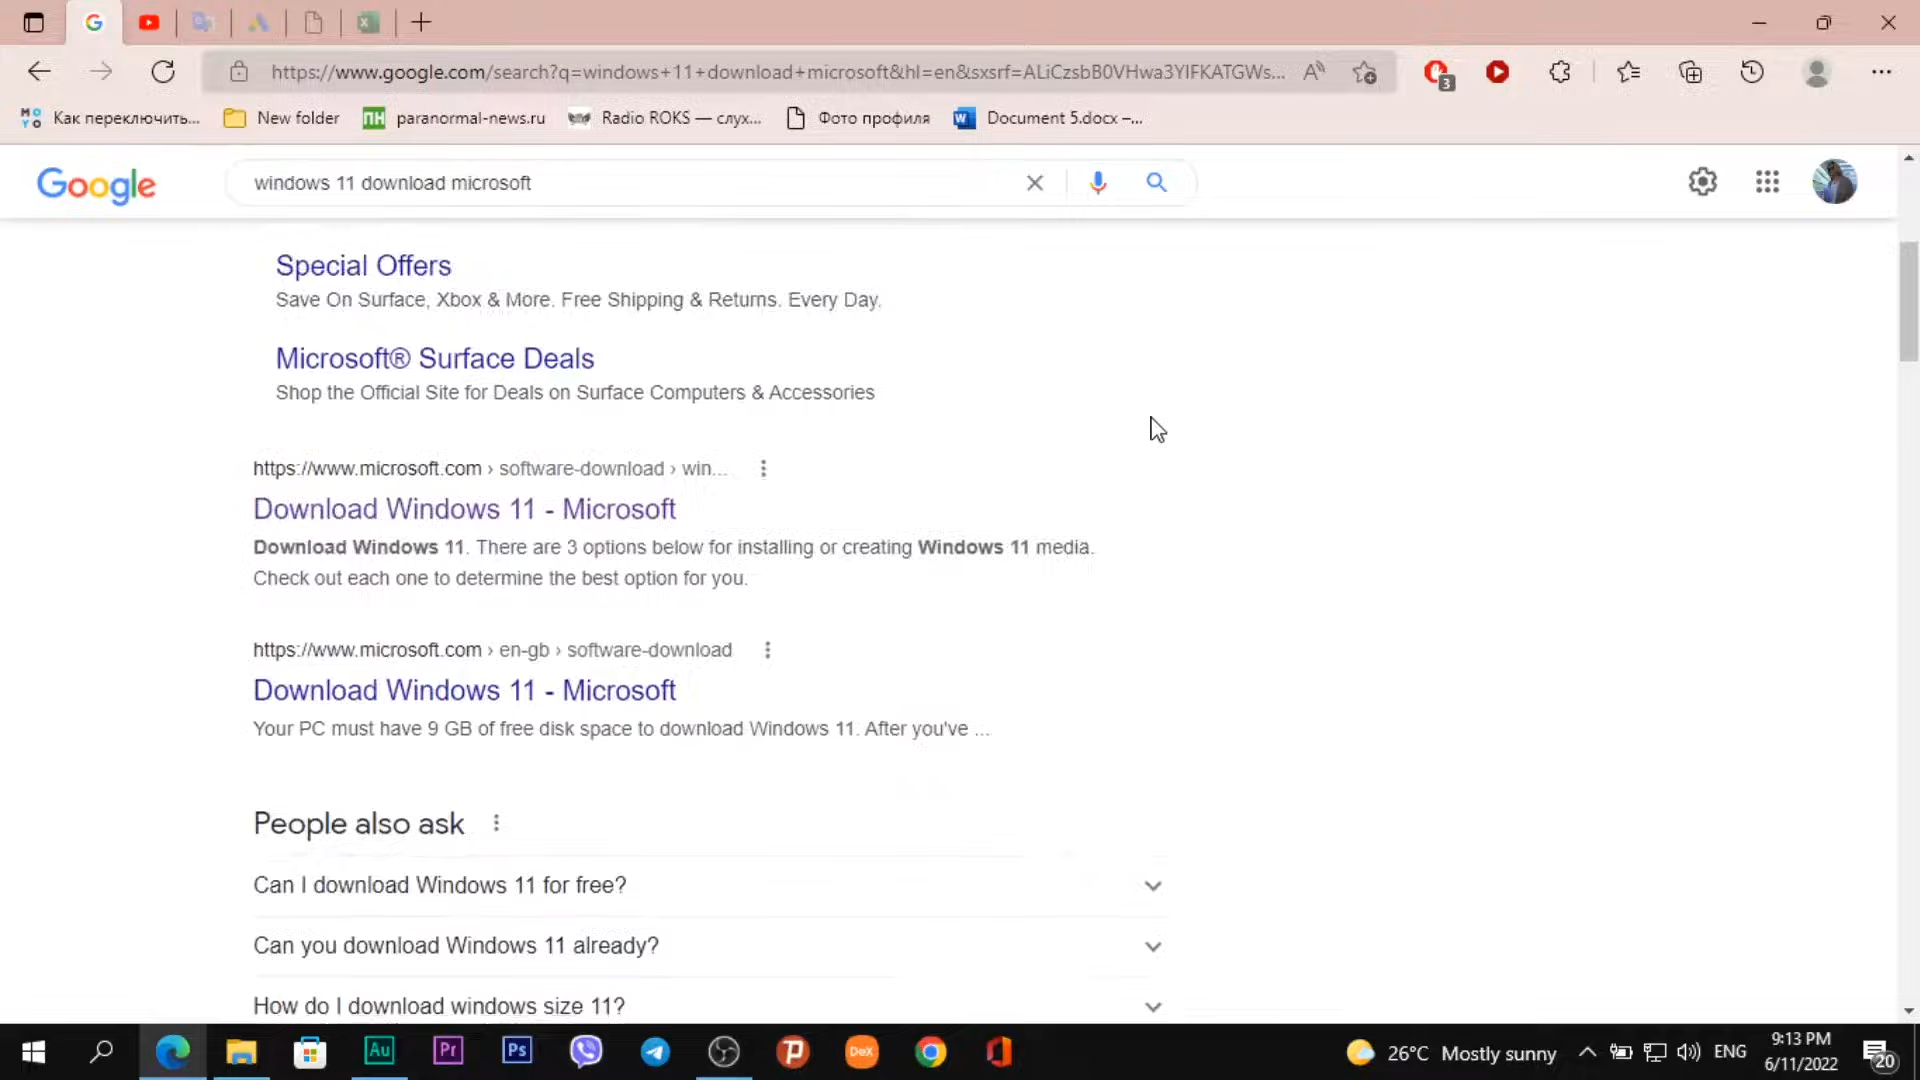 https://www.google.com/search?q=windows+11+download+microsoft&hl=en&sxsrf=ALiCzsbB0VHwa3YIFKATGWs...
3
Как переключить...
New folder
ПН paranormal-news.ru
Radio ROKS — слух...
Фото профиля
Document 5.docx –...
Google
windows 11 download microsoft
Special Offers
Save On Surface, Xbox & More. Free Shipping & Returns. Every Day.
Microsoft® Surface Deals
Shop the Official Site for Deals on Surface Computers & Accessories
https://www.microsoft.com › software-download › win...
Download Windows 11 - Microsoft
Download Windows 11. There are 3 options below for installing or creating Windows 11 media.
Check out each one to determine the best option for you.
https://www.microsoft.com › en-gb › software-download
Download Windows 11 - Microsoft
Your PC must have 9 GB of free disk space to download Windows 11. After you've ...
People also ask
Can I download Windows 11 for free?
Can you download Windows 11 already?
How do I download windows size 11?
Au
Pr
Ps
DeX
26°C Mostly sunny
ENG
9:13 PM
6/11/2022
20